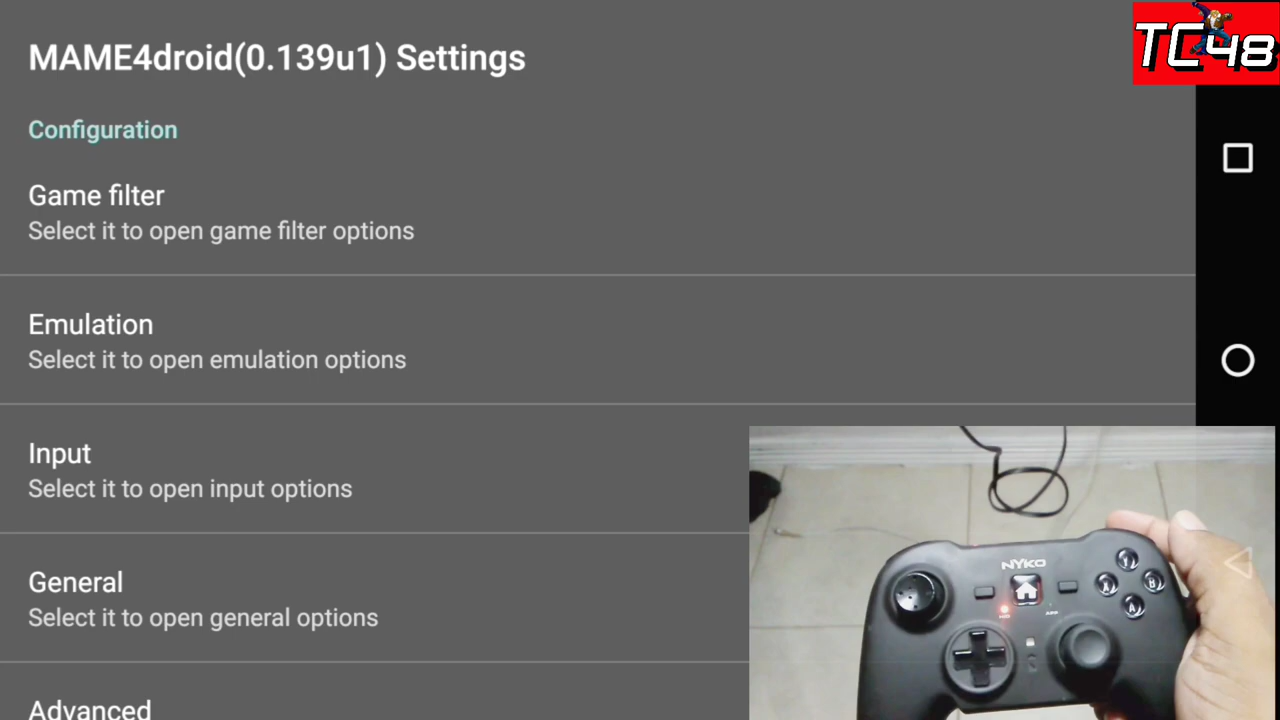 MAME4droid(0.139u1) Settings
TC48
Configuration
Game filter
Select it to open game filter options
Emulation
Select it to open emulation options
Input
Select it to open input options
General
Select it to open general options
Advanced
NYKO
Y
X
B
A